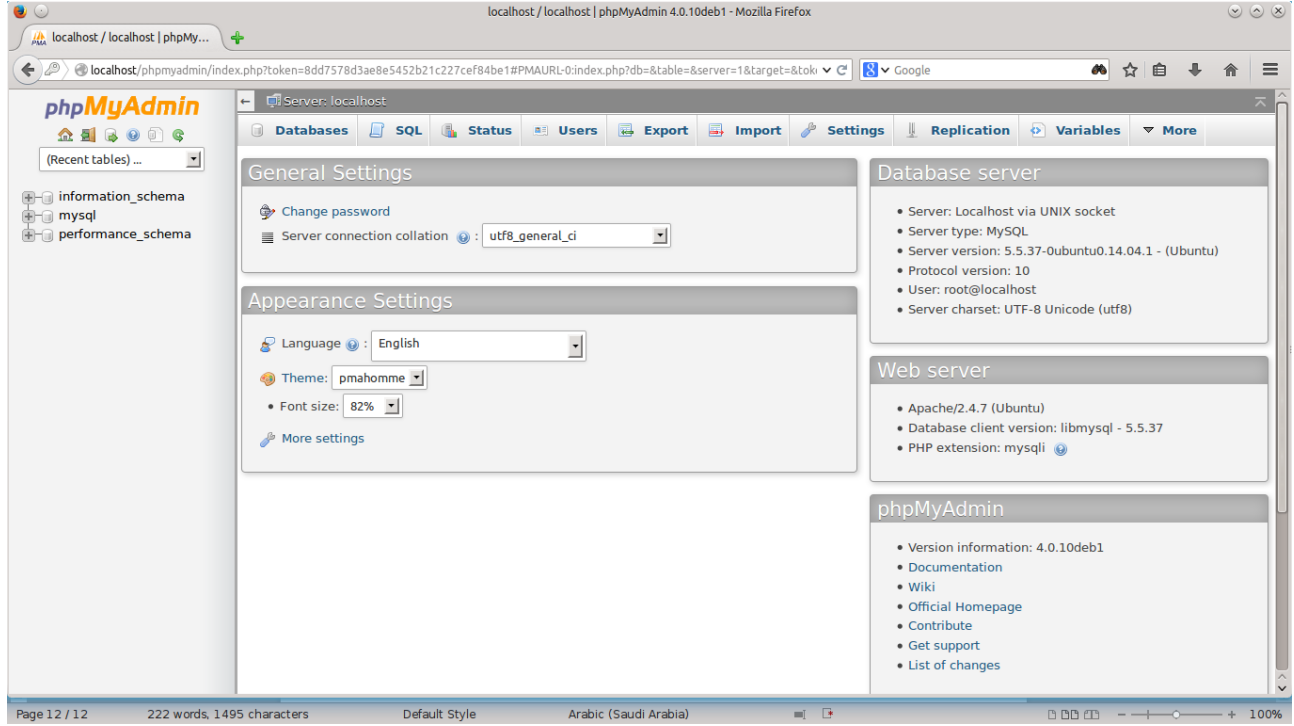 localhost / localhost | phpMyAdmin 4.0.10deb1 - Mozilla Firefox
localhost / localhost | phpMy...
localhost/phpmyadmin/index.php?token=8dd7578d3ae8e5452b21c227cef84be1#PMAURL-0:index.php?db=&table=&server=1&target=&toke
Google
phpMyAdmin
(Recent tables) ...
information_schema
mysql
performance_schema
Server: localhost
Databases SQL Status Users Export Import Settings Replication Variables More
General Settings
Change password
Server connection collation : utf8_general_ci
Appearance Settings
Language : English
Theme: pmahomme
• Font size: 82%
More settings
Database server
• Server: Localhost via UNIX socket
• Server type: MySQL
• Server version: 5.5.37-0ubuntu0.14.04.1 - (Ubuntu)
• Protocol version: 10
• User: root@localhost
• Server charset: UTF-8 Unicode (utf8)
Web server
• Apache/2.4.7 (Ubuntu)
• Database client version: libmysql - 5.5.37
• PHP extension: mysqli
phpMyAdmin
• Version information: 4.0.10deb1
• Documentation
• Wiki
• Official Homepage
• Contribute
• Get support
• List of changes
Page 12 / 12 222 words, 1495 characters Default Style Arabic (Saudi Arabia) 100%